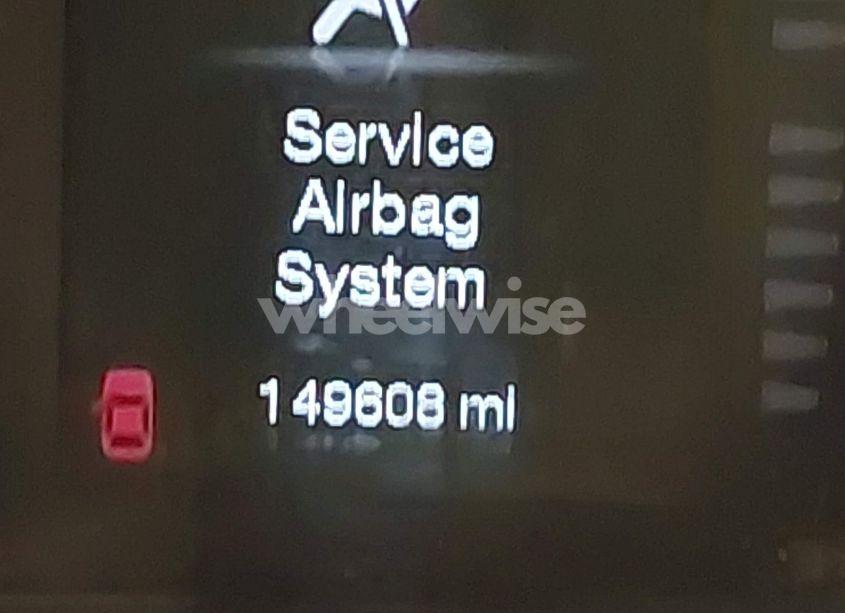 Service
Airbag
System
wheelwise
149608 mi